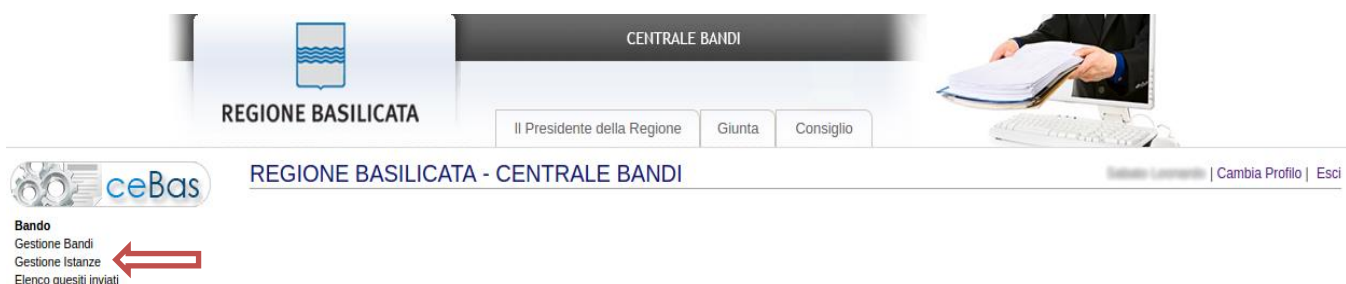 CENTRALE BANDI
REGIONE BASILICATA
Il Presidente della Regione
Giunta
Consiglio
ceBas
REGIONE BASILICATA - CENTRALE BANDI
| Cambia Profilo | Esci
Bando
Gestione Bandi
Gestione Istanze
Elenco quesiti inviati